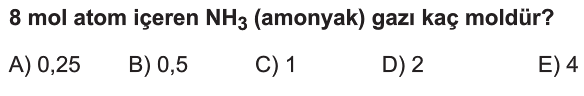 8 mol atom içeren NH₃ (amonyak) gazı kaç moldür?
A) 0,25 B) 0,5 C) 1 D) 2 E) 4